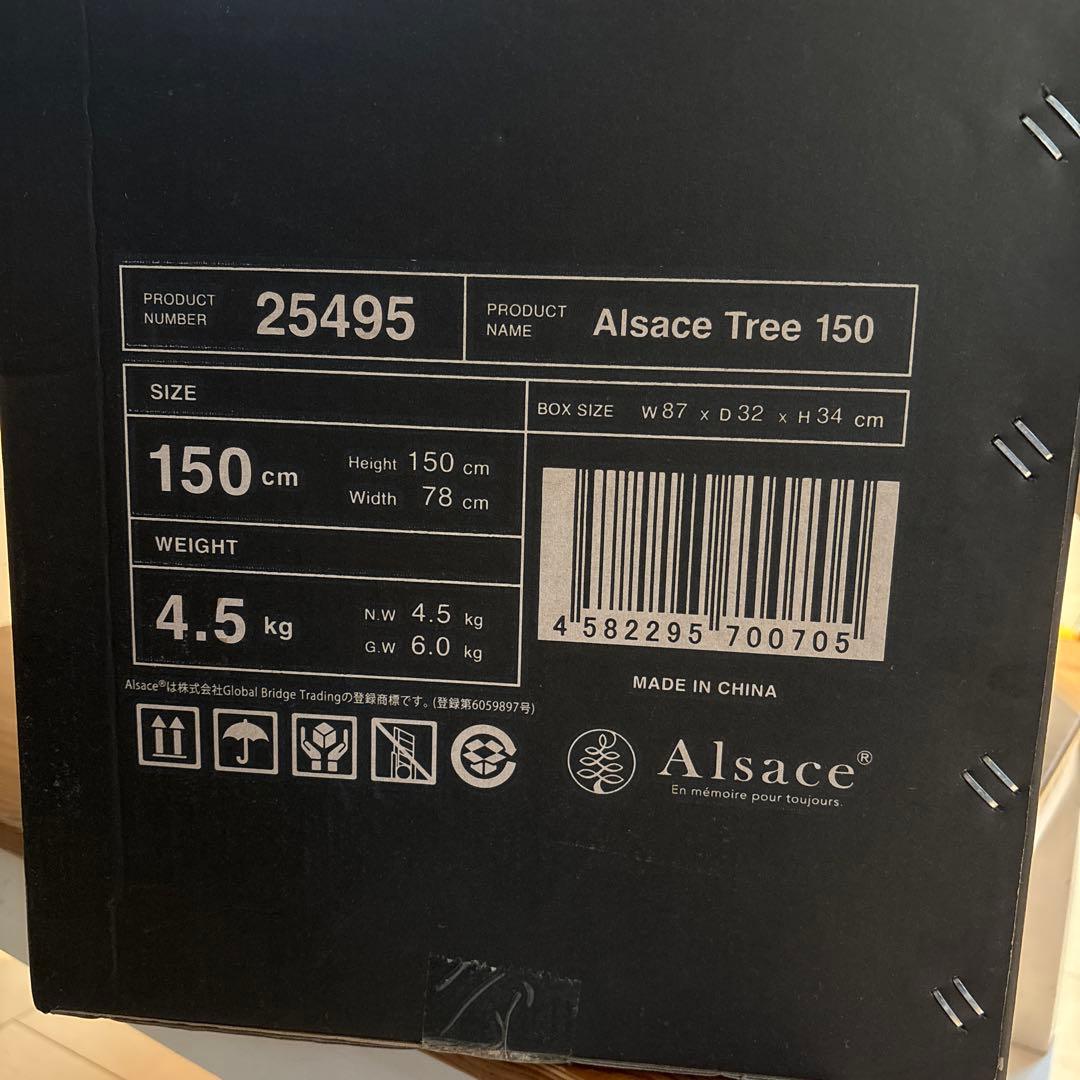 PRODUCT NUMBER 25495
PRODUCT NAME Alsace Tree 150
SIZE
150 cm
Height 150 cm
Width 78 cm
WEIGHT
4.5 kg
N.W 4.5 kg
G.W 6.0 kg
BOX SIZE W 87 x D 32 x H 34 cm
4 582295 700705
MADE IN CHINA
Alsace®は株式会社Global Bridge Tradingの登録商標です。(登録第6059897号)
Alsace®
En mémoire pour toujours.